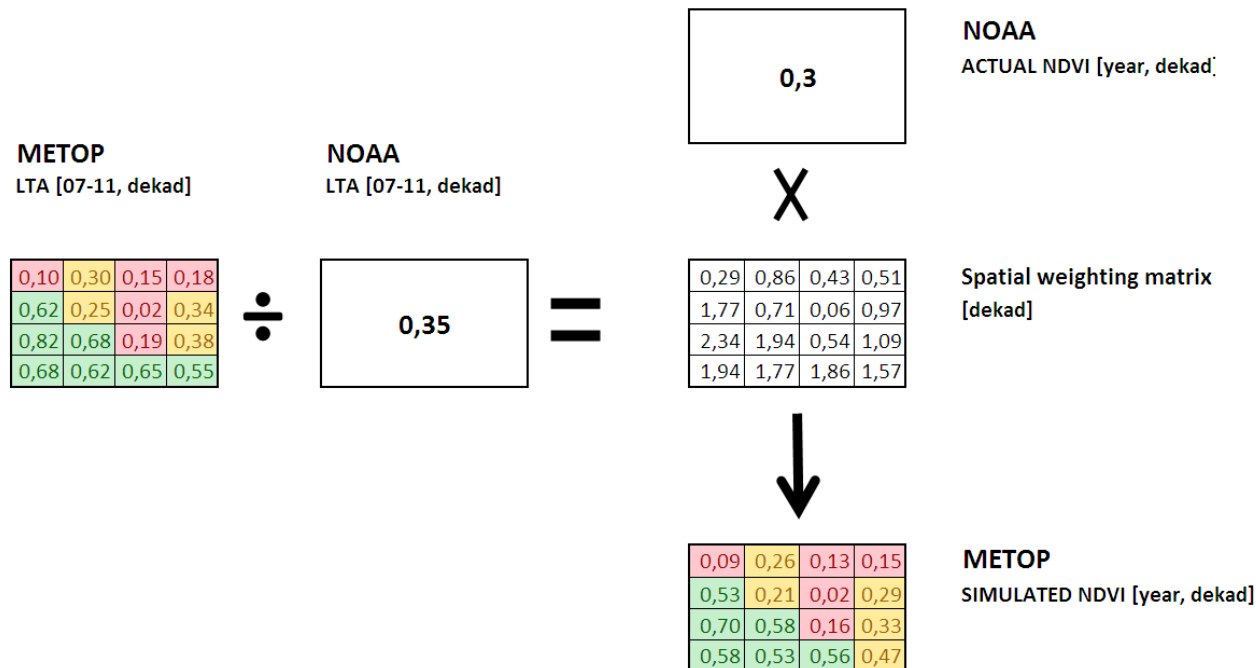 NOAA
ACTUAL NDVI [year, dekad]
0,3
METOP
LTA [07-11, dekad]
NOAA
LTA [07-11, dekad]
X
0,10 0,30 0,15 0,18
0,62 0,25 0,02 0,34
0,82 0,68 0,19 0,38
0,68 0,62 0,65 0,55
÷
0,35
=
0,29 0,86 0,43 0,51
1,77 0,71 0,06 0,97
2,34 1,94 0,54 1,09
1,94 1,77 1,86 1,57
Spatial weighting matrix
[dekad]
0,09 0,26 0,13 0,15
0,53 0,21 0,02 0,29
0,70 0,58 0,16 0,33
0,58 0,53 0,56 0,47
METOP
SIMULATED NDVI [year, dekad]